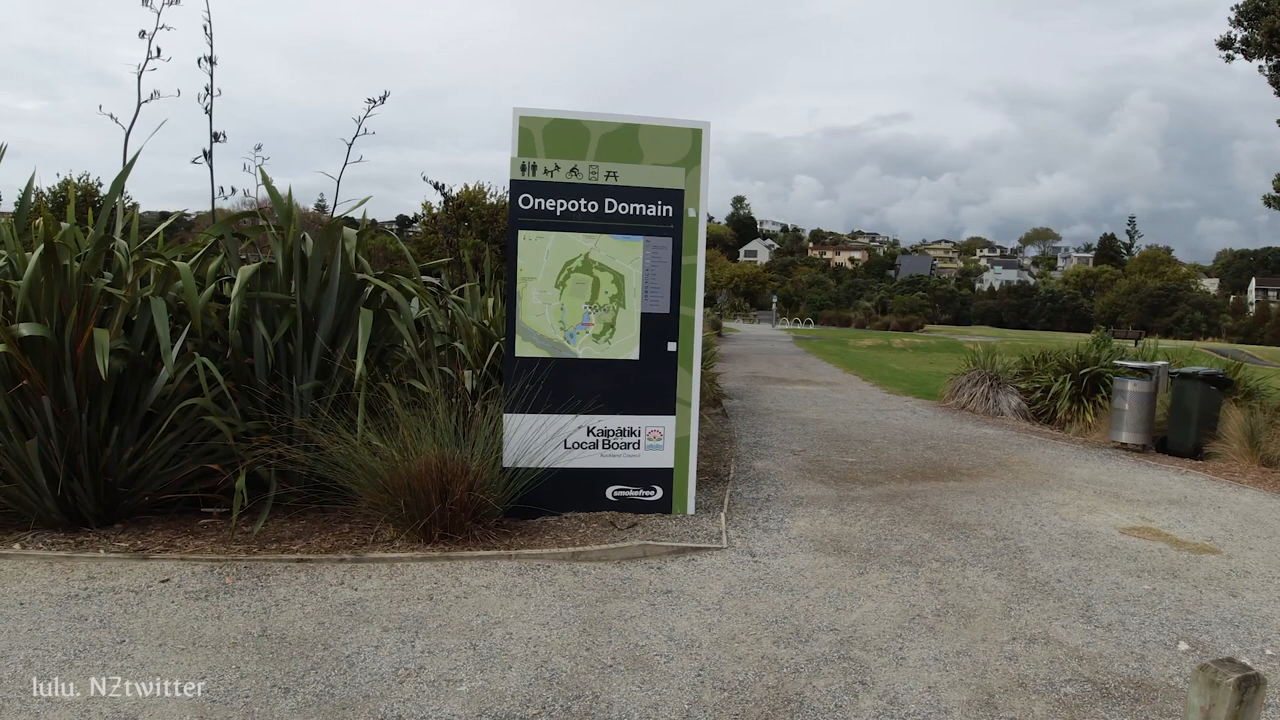 Onepoto Domain
Kaipātiki
Local Board
Auckland Council
smokefree
lulu. NZtwitter